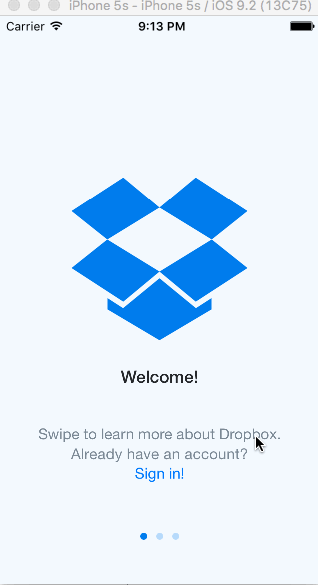 iPhone 5s - iPhone 5s / iOS 9.2 (13C75)
Carrier 9:13 PM
Welcome!
Swipe to learn more about Dropbox.
Already have an account?
Sign in!